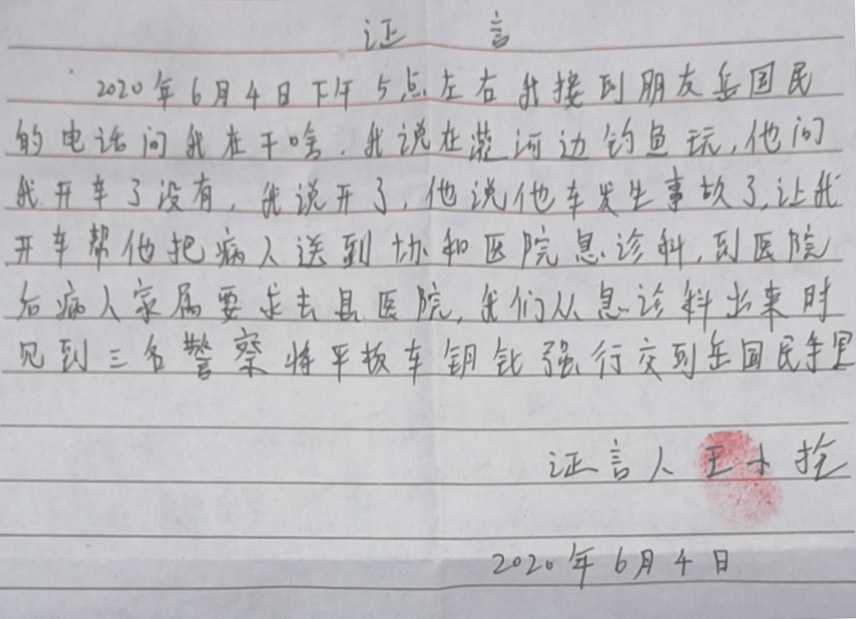 证言
2020年6月4日下午5点左右我接到朋友岳国民
的电话问我在干啥,我说在灌河边钓鱼玩,他问
我开车了没有,我说开了,他说他车发生事故了,让我
开车帮他把病人送到协和医院急诊科,到医院
后病人家属要求去县医院,我们从急诊科出来时
见到三名警察将平板车钥匙强行交到岳国民手里
证言人 王小拴
2020年6月4日